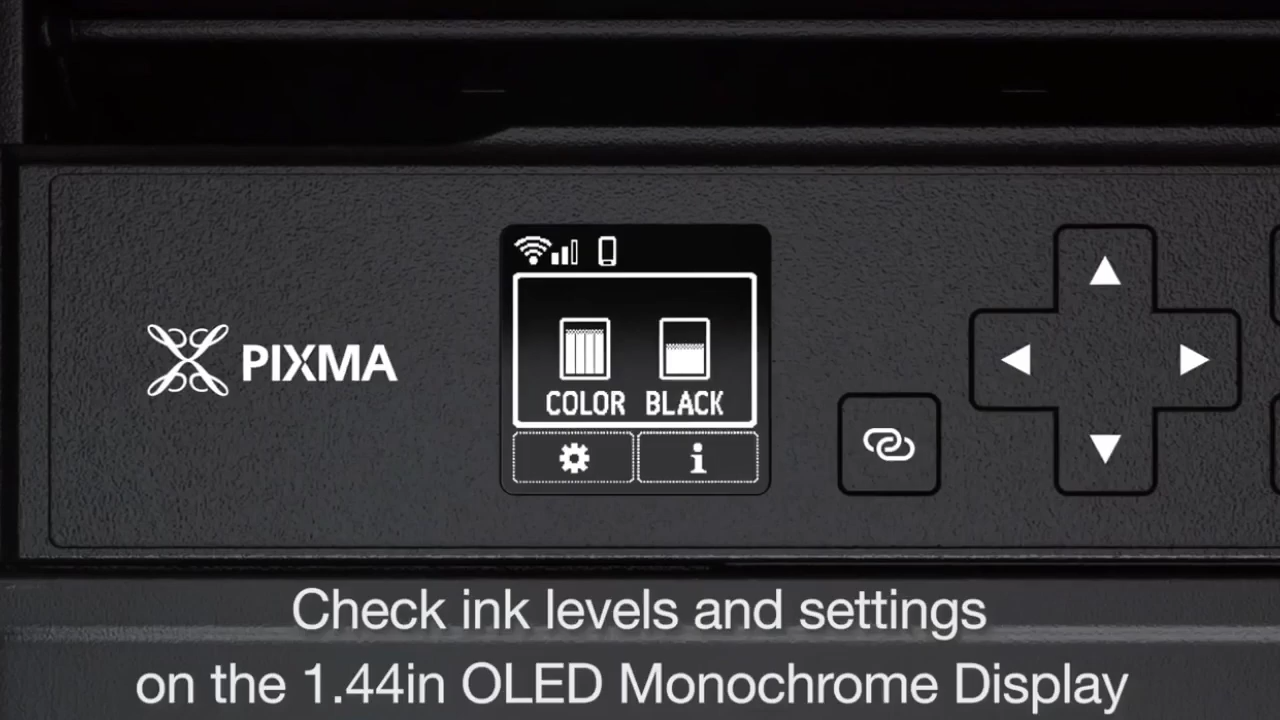 PIXMA
COLOR BLACK
i
Check ink levels and settings
on the 1.44in OLED Monochrome Display